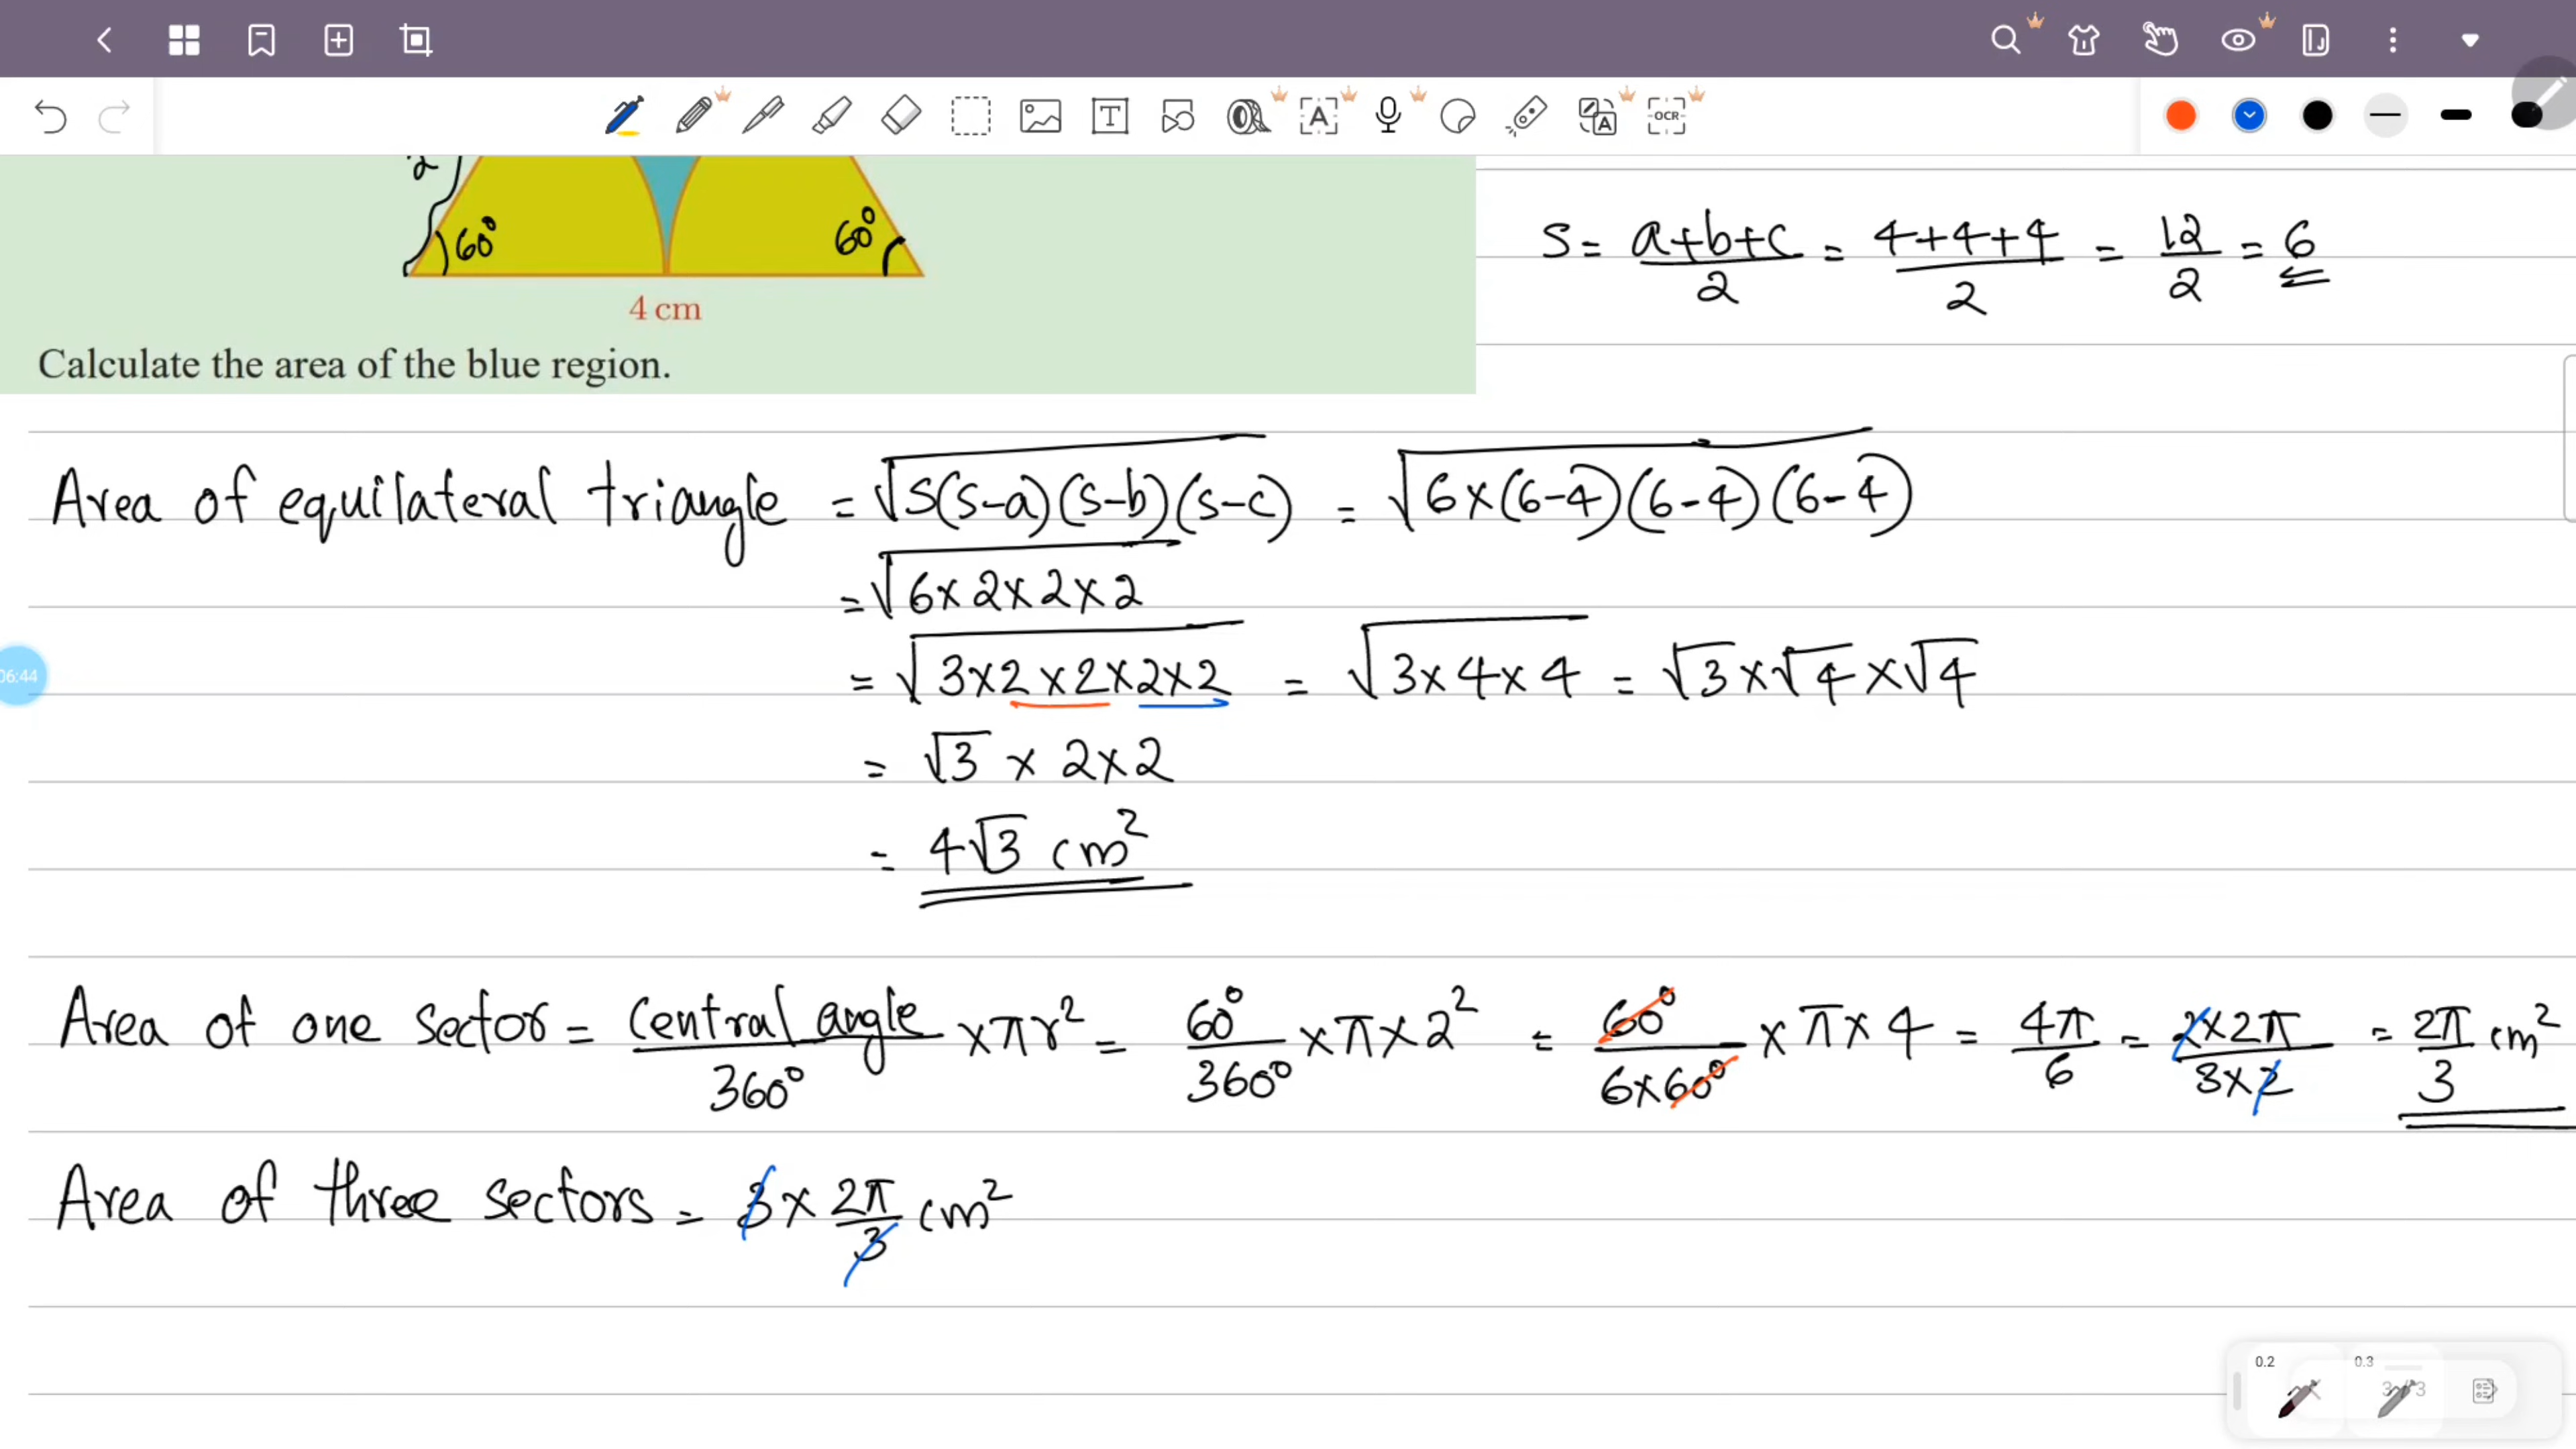 T
A
A
OCR
2
60°
60°
4 cm
Calculate the area of the blue region.
S = a+b+c/2 = 4+4+4/2 = 12/2 = 6
Area of equilateral triangle = √S(s-a)(s-b)(s-c) = √6×(6-4)(6-4)(6-4)
= √6×2×2×2
06:44
= √3×2×2×2×2 = √3×4×4 = √3×√4×√4
= √3 × 2×2
= 4√3 cm²
Area of one sector = Central angle/360° ×πr² = 60°/360° ×π×2² = 60°/6×60° × π×4 = 4π/6 = 2×2π/3×2 = 2π/3 cm²
Area of three sectors = 3× 2π/3 cm²
0.2 0.3